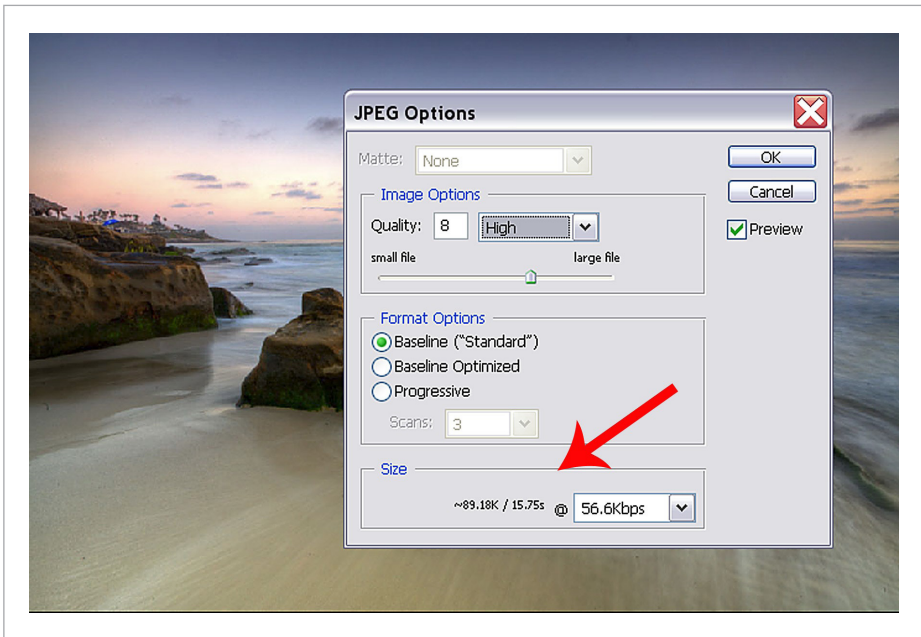 JPEG Options
Matte: None
OK
Image Options
Cancel
Quality: 8 High
Preview
small file large file
Format Options
Baseline ("Standard")
Baseline Optimized
Progressive
Scans: 3
Size
~89.18K / 15.75s @ 56.6Kbps